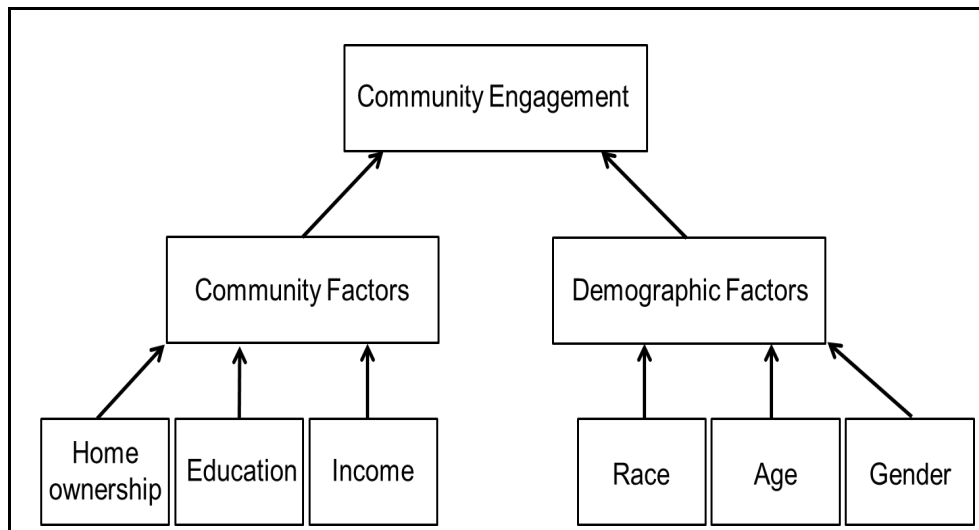 Community Engagement
Community Factors
Demographic Factors
Home
ownership
Education
Income
Race
Age
Gender